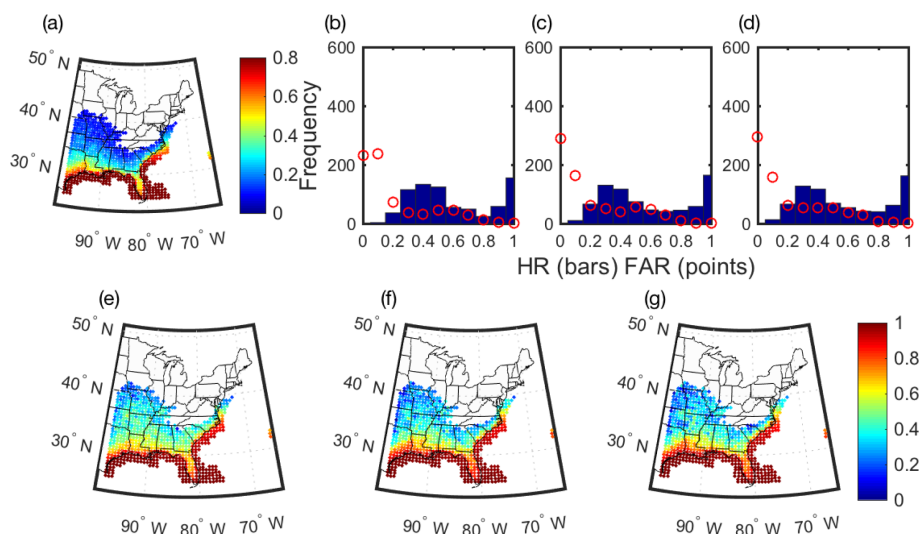 (a)
50° N
40° N
30° N
90° W 80° W 70° W
0.8
0.6
0.4
0.2
0
(b)
600
400
200
0
0 0.2 0.4 0.6 0.8 1
Frequency
(c)
600
400
200
0
0 0.2 0.4 0.6 0.8 1
(d)
600
400
200
0
0 0.2 0.4 0.6 0.8 1
HR (bars) FAR (points)
(e)
50° N
40° N
30° N
90° W 80° W 70° W
(f)
50° N
40° N
30° N
90° W 80° W 70° W
(g)
50° N
40° N
30° N
90° W 80° W 70° W
1
0.8
0.6
0.4
0.2
0